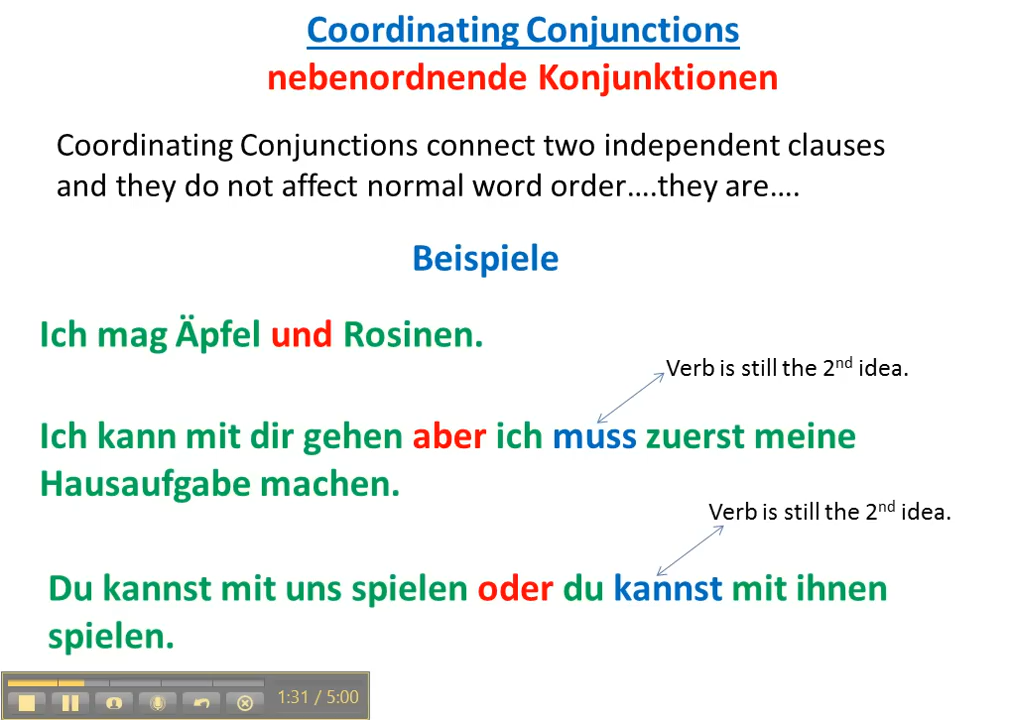 Coordinating Conjunctions
nebenordnende Konjunktionen
Coordinating Conjunctions connect two independent clauses
and they do not affect normal word order....they are....
Beispiele
Ich mag Äpfel und Rosinen.
Verb is still the 2nd idea.
Ich kann mit dir gehen aber ich muss zuerst meine
Hausaufgabe machen.
Verb is still the 2nd idea.
Du kannst mit uns spielen oder du kannst mit ihnen
spielen.
1:31 / 5:00